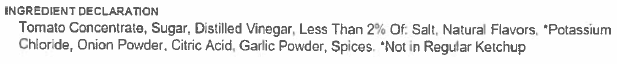 INGREDIENT DECLARATION
Tomato Concentrate, Sugar, Distilled Vinegar, Less Than 2% Of: Salt, Natural Flavors, *Potassium
Chloride, Onion Powder, Citric Acid, Garlic Powder, Spices. *Not in Regular Ketchup